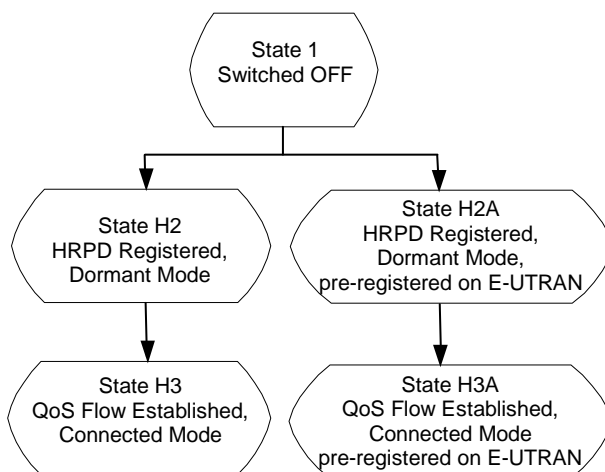 State 1
Switched OFF
State H2
HRPD Registered,
Dormant Mode
State H2A
HRPD Registered,
Dormant Mode,
pre-registered on E-UTRAN
State H3
QoS Flow Established,
Connected Mode
State H3A
QoS Flow Established,
Connected Mode
pre-registered on E-UTRAN